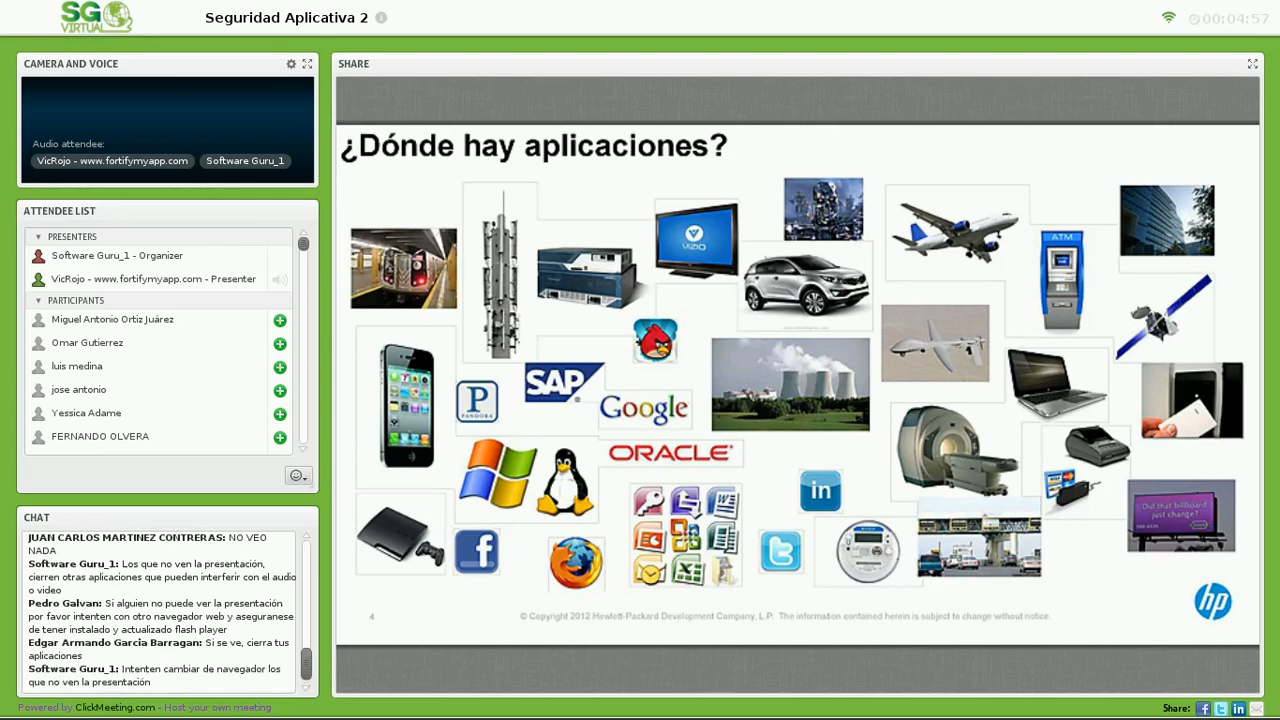 SG VIRTUAL
Seguridad Aplicativa 2
00:04:57
CAMERA AND VOICE
Audio attendee:
VicRojo - www.fortifymyapp.com Software Guru_1
ATTENDEE LIST
PRESENTERS
Software Guru_1 - Organizer
VicRojo - www.fortifymyapp.com - Presenter
PARTICIPANTS
Miguel Antonio Ortiz Juárez
Omar Gutierrez
luis medina
jose antonio
Yessica Adame
FERNANDO OLVERA
CHAT
JUAN CARLOS MARTINEZ CONTRERAS: NO VEO
NADA
Software Guru_1: Los que no ven la presentación,
cierren otras aplicaciones que pueden interferir con el audio
o video
Pedro Galvan: Si alguien no puede ver la presentación
por favor intenten con otro navegador web y aseguranese
de tener instalado y actualizado flash player
Edgar Armando Garcia Barragan: Si se ve, cierra tus
aplicaciones
Software Guru_1: Intenten cambiar de navegador los
que no ven la presentación
SHARE
¿Dónde hay aplicaciones?
VIZIO
ATM
P
PANDORA
SAP
Google
ORACLE
in
f
t
Did that billboard
just change?
hp
4
© Copyright 2012 Hewlett-Packard Development Company, L.P. The information contained herein is subject to change without notice.
Powered by ClickMeeting.com - Host your own meeting
Share: